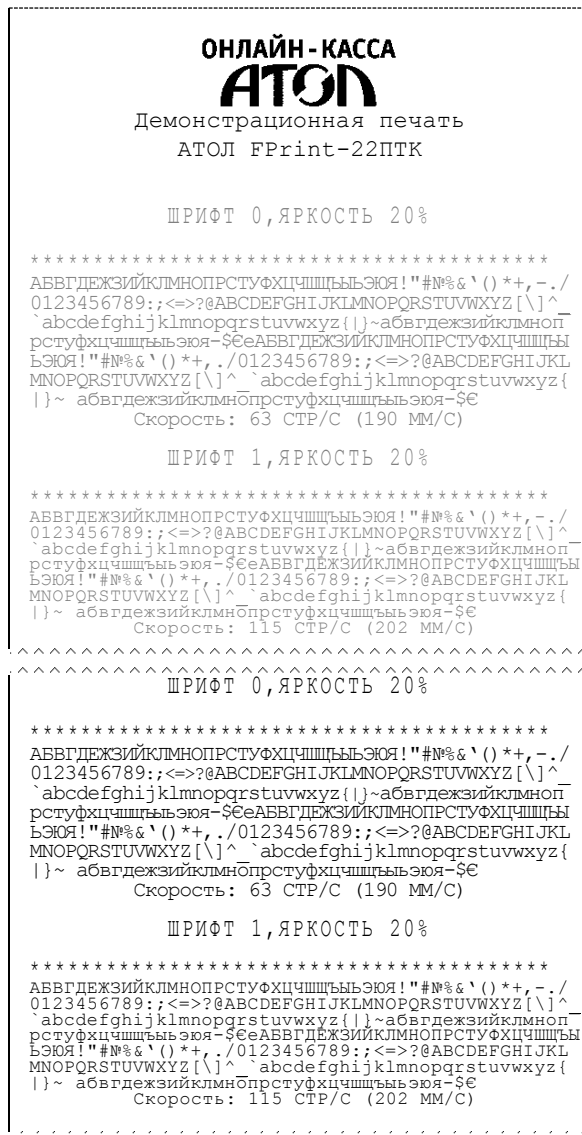 ОНЛАЙН-КАССА
АТОЛ
Демонстрационная печать
АТОЛ FPrint-22ПТК
ШРИФТ 0,ЯРКОСТЬ 20%
******************************************
АБВГДЕЖЗИЙКЛМНОПРСТУФХЦЧШЩЪЫЬЭЮЯ!"#№%&‵()*+,-./
0123456789:;<=>?@ABCDEFGHIJKLMNOPQRSTUVWXYZ[\]^_
`abcdefghijklmnopqrstuvwxyz{|}~абвгдежзийклмноп
рстуфхцчшщъыьэюя-$€еАБВГДЕЖЗИЙКЛМНОПРСТУФХЦЧШЩЪЫ
ЬЭЮЯ!"#№%&‵()*+,./0123456789:;<=>?@ABCDEFGHIJKL
MNOPQRSTUVWXYZ[\]^_`abcdefghijklmnopqrstuvwxyz{
|}~ абвгдежзийклмнопрстуфхцчшщъыьэюя-$€
Скорость: 63 СТР/С (190 ММ/С)
ШРИФТ 1,ЯРКОСТЬ 20%
******************************************
АБВГДЕЖЗИЙКЛМНОПРСТУФХЦЧШЩЪЫЬЭЮЯ!"#№%&‵()*+,-./
0123456789:;<=>?@ABCDEFGHIJKLMNOPQRSTUVWXYZ[\]^_
`abcdefghijklmnopqrstuvwxyz{|}~абвгдежзийклмноп
рстуфхцчшщъыьэюя-$€еАБВГДЕЖЗИЙКЛМНОПРСТУФХЦЧШЩЪЫ
ЬЭЮЯ!"#№%&‵()*+,./0123456789:;<=>?@ABCDEFGHIJKL
MNOPQRSTUVWXYZ[\]^_`abcdefghijklmnopqrstuvwxyz{
|}~ абвгдежзийклмнопрстуфхцчшщъыьэюя-$€
Скорость: 115 СТР/С (202 ММ/С)
ШРИФТ 0,ЯРКОСТЬ 20%
******************************************
АБВГДЕЖЗИЙКЛМНОПРСТУФХЦЧШЩЪЫЬЭЮЯ!"#№%&‵()*+,-./
0123456789:;<=>?@ABCDEFGHIJKLMNOPQRSTUVWXYZ[\]^_
`abcdefghijklmnopqrstuvwxyz{|}~абвгдежзийклмноп
рстуфхцчшщъыьэюя-$€еАБВГДЕЖЗИЙКЛМНОПРСТУФХЦЧШЩЪЫ
ЬЭЮЯ!"#№%&‵()*+,./0123456789:;<=>?@ABCDEFGHIJKL
MNOPQRSTUVWXYZ[\]^_`abcdefghijklmnopqrstuvwxyz{
|}~ абвгдежзийклмнопрстуфхцчшщъыьэюя-$€
Скорость: 63 СТР/С (190 ММ/С)
ШРИФТ 1,ЯРКОСТЬ 20%
******************************************
АБВГДЕЖЗИЙКЛМНОПРСТУФХЦЧШЩЪЫЬЭЮЯ!"#№%&‵()*+,-./
0123456789:;<=>?@ABCDEFGHIJKLMNOPQRSTUVWXYZ[\]^_
`abcdefghijklmnopqrstuvwxyz{|}~абвгдежзийклмноп
рстуфхцчшщъыьэюя-$€еАБВГДЕЖЗИЙКЛМНОПРСТУФХЦЧШЩЪЫ
ЬЭЮЯ!"#№%&‵()*+,./0123456789:;<=>?@ABCDEFGHIJKL
MNOPQRSTUVWXYZ[\]^_`abcdefghijklmnopqrstuvwxyz{
|}~ абвгдежзийклмнопрстуфхцчшщъыьэюя-$€
Скорость: 115 СТР/С (202 ММ/С)